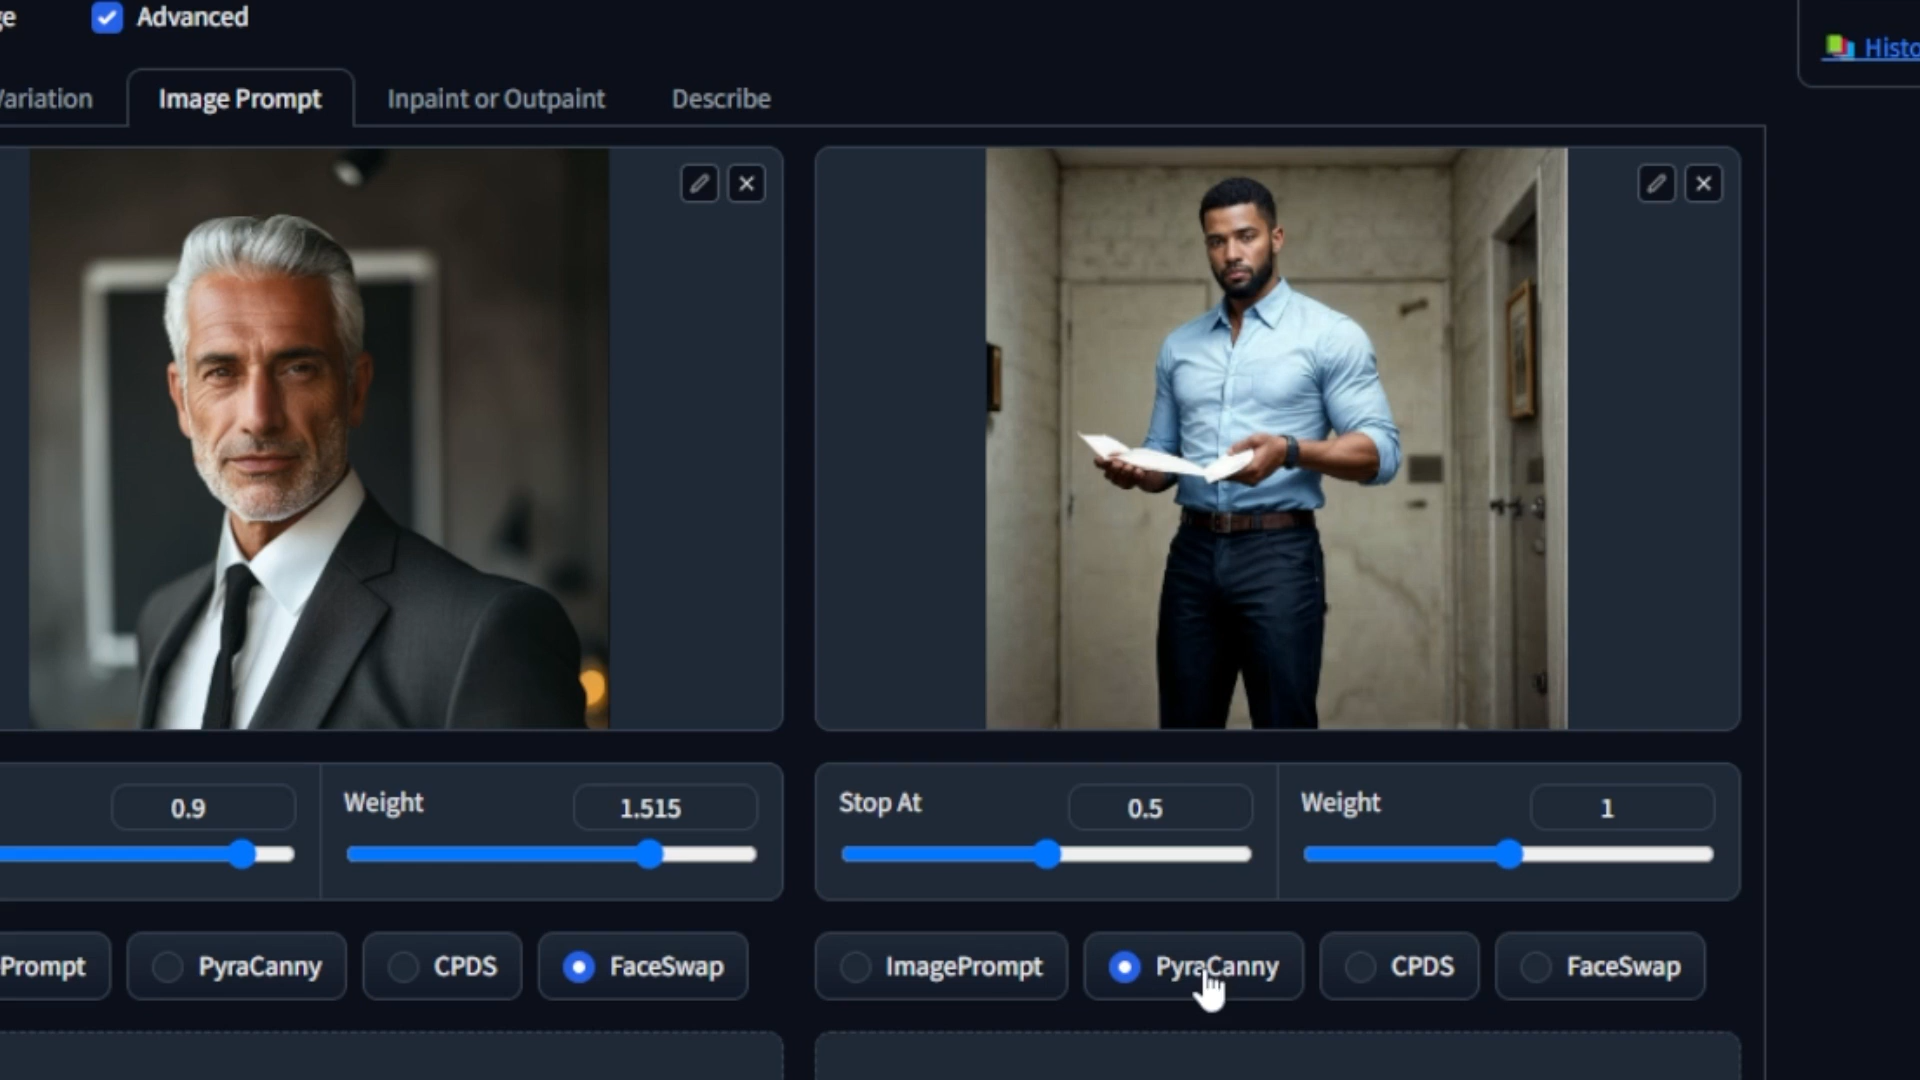 ge Advanced
Histo
Variation Image Prompt Inpaint or Outpaint Describe
0.9 Weight 1.515 Stop At 0.5 Weight 1
Prompt PyraCanny CPDS FaceSwap ImagePrompt PyraCanny CPDS FaceSwap